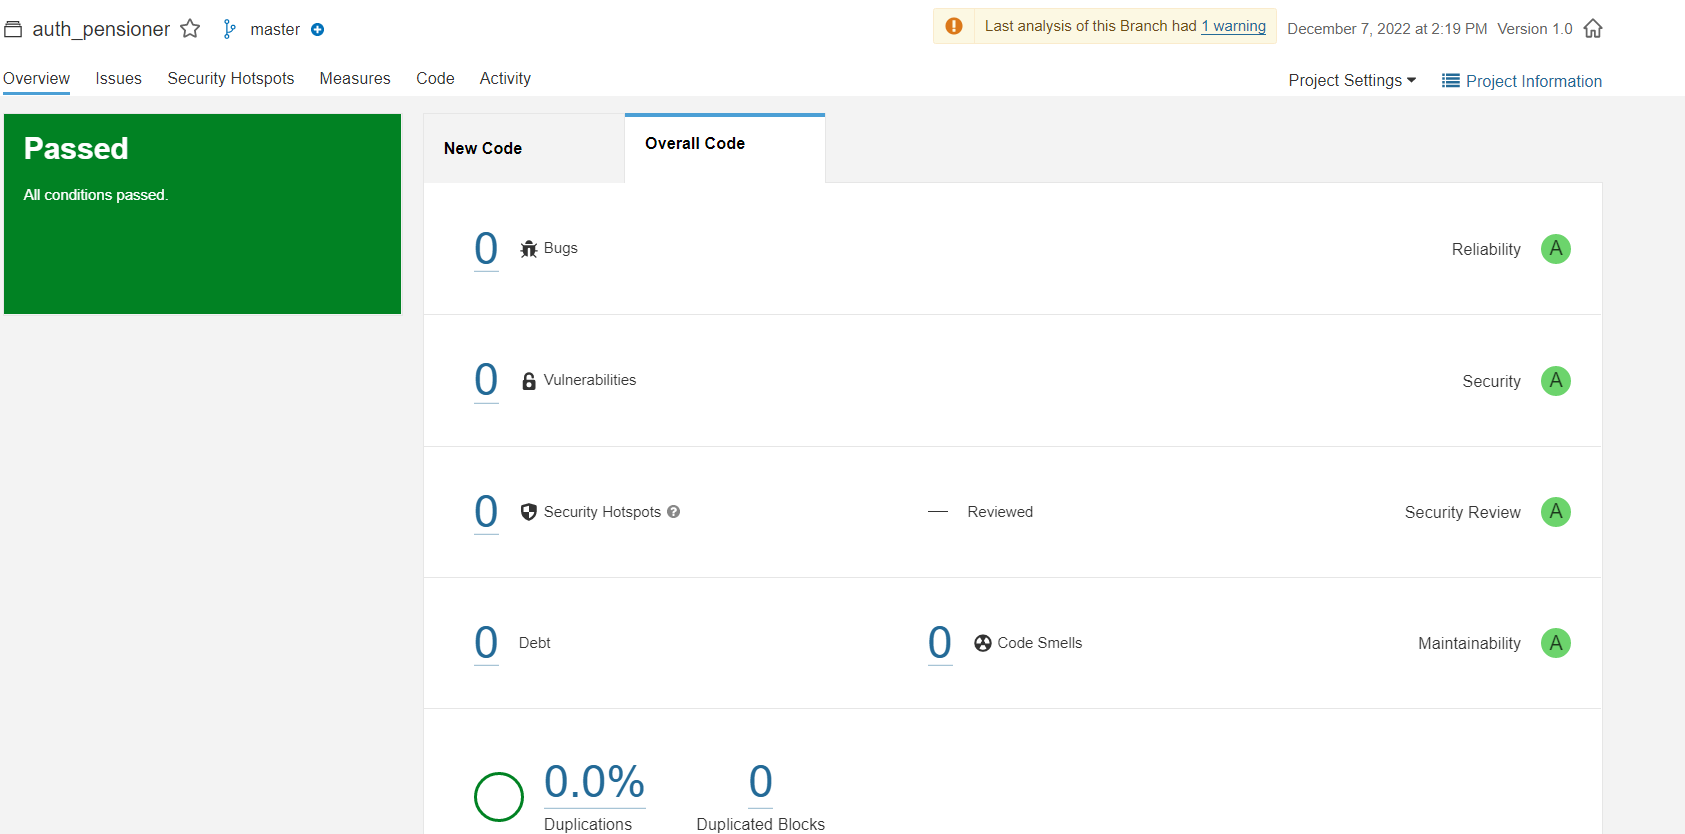 auth_pensioner master
Last analysis of this Branch had 1 warning December 7, 2022 at 2:19 PM Version 1.0
Overview Issues Security Hotspots Measures Code Activity
Project Settings Project Information
Passed
All conditions passed.
New Code Overall Code
0 Bugs Reliability A
0 Vulnerabilities Security A
0 Security Hotspots ? — Reviewed Security Review A
0 Debt 0 Code Smells Maintainability A
0.0% 0
Duplications Duplicated Blocks